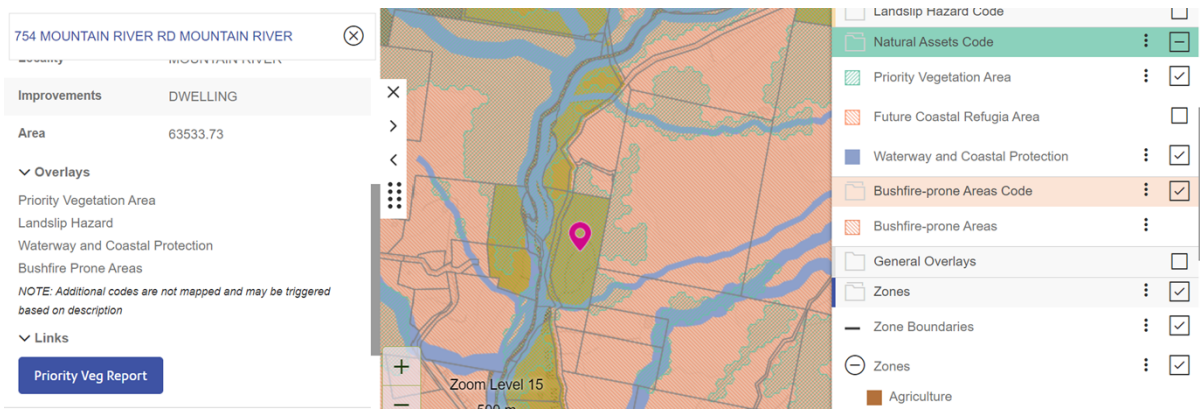 754 MOUNTAIN RIVER RD MOUNTAIN RIVER
Locality MOUNTAIN RIVER
Improvements DWELLING
Area 63533.73
Overlays
Priority Vegetation Area
Landslip Hazard
Waterway and Coastal Protection
Bushfire Prone Areas
NOTE: Additional codes are not mapped and may be triggered
based on description
Links
Priority Veg Report
Zoom Level 15
500 m
Landslip Hazard Code
Natural Assets Code
Priority Vegetation Area
Future Coastal Refugia Area
Waterway and Coastal Protection
Bushfire-prone Areas Code
Bushfire-prone Areas
General Overlays
Zones
Zone Boundaries
Zones
Agriculture